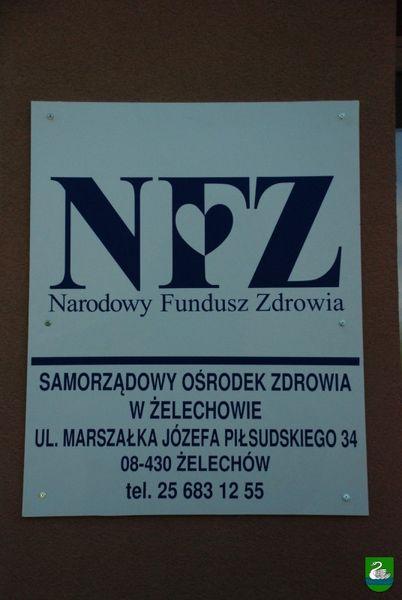 NFZ
Narodowy Fundusz Zdrowia
SAMORZĄDOWY OŚRODEK ZDROWIA
W ŻELECHOWIE
UL. MARSZAŁKA JÓZEFA PIŁSUDSKIEGO 34
08-430 ŻELECHÓW
tel. 25 683 12 55